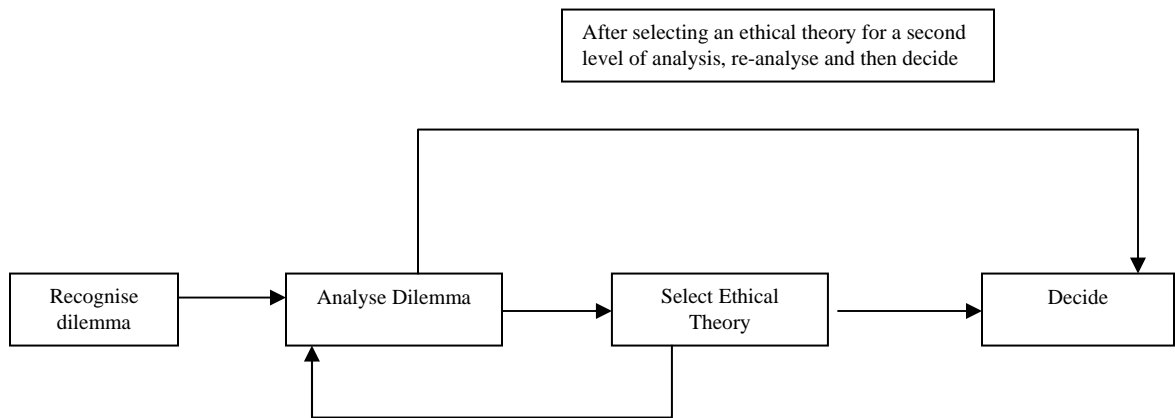 After selecting an ethical theory for a second
level of analysis, re-analyse and then decide
Recognise
dilemma
Analyse Dilemma
Select Ethical
Theory
Decide